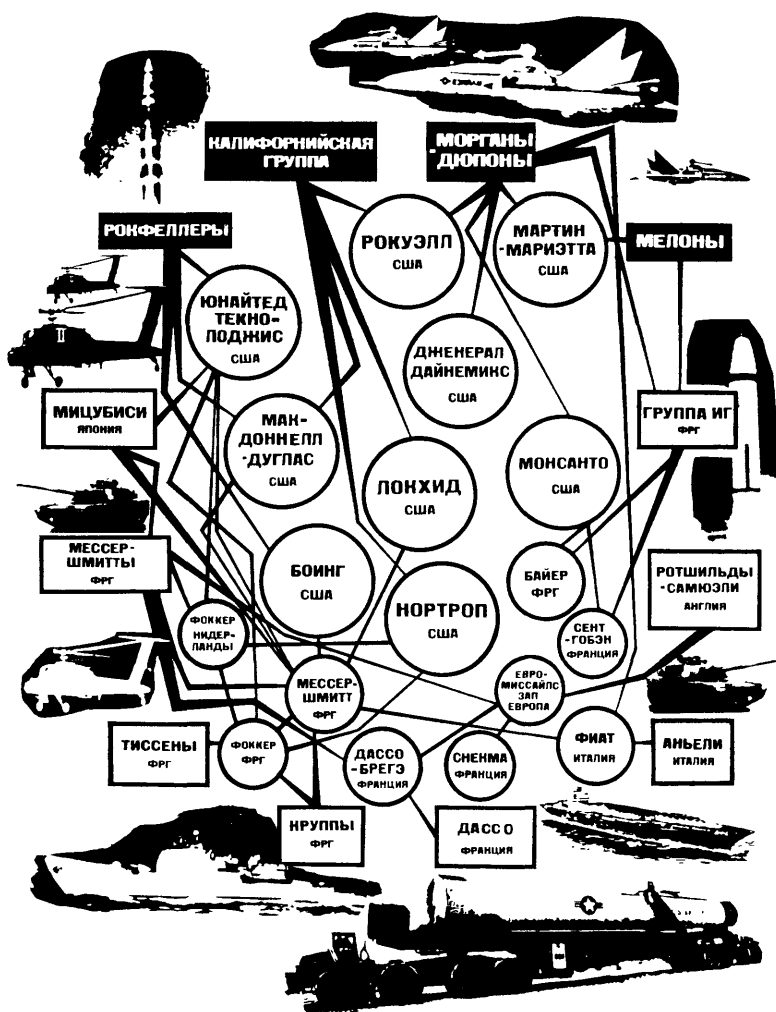 КАЛИФОРНИЙСКАЯ
ГРУППА
-МОРГАНЫ
-ДЮПОНЫ
РОКФЕЛЛЕРЫ
РОКУЭЛЛ
США
МАРТИН
-МАРИЭТТА
США
МЕЛОНЫ
ЮНАЙТЕД
ТЕКНО-
ЛОДЖИС
США
ДЖЕНЕРАЛ
ДАЙНЕМИКС
США
МИЦУБИСИ
ЯПОНИЯ
МАК-
ДОННЕЛЛ
-ДУГЛАС
США
ГРУППА ИГ
ФРГ
ЛОКХИД
США
МОНСАНТО
США
МЕССЕР-
ШМИТТЫ
ФРГ
БОИНГ
США
БАЙЕР
ФРГ
РОТШИЛЬДЫ
-САМЮЭЛИ
АНГЛИЯ
ФОККЕР
НИДЕР-
ЛАНДЫ
НОРТРОП
США
СЕНТ
-ГОБЭН
ФРАНЦИЯ
МЕССЕР-
ШМИТТ
ФРГ
ЕВРО-
МИССАЙЛС
ЗАП
ЕВРОПА
ТИССЕНЫ
ФРГ
ФОККЕР
ФРГ
ДАССО
-БРЕГЭ
ФРАНЦИЯ
СНЕКМА
ФРАНЦИЯ
ФИАТ
ИТАЛИЯ
АНЬЕЛИ
ИТАЛИЯ
КРУППЫ
ФРГ
ДАССО
ФРАНЦИЯ